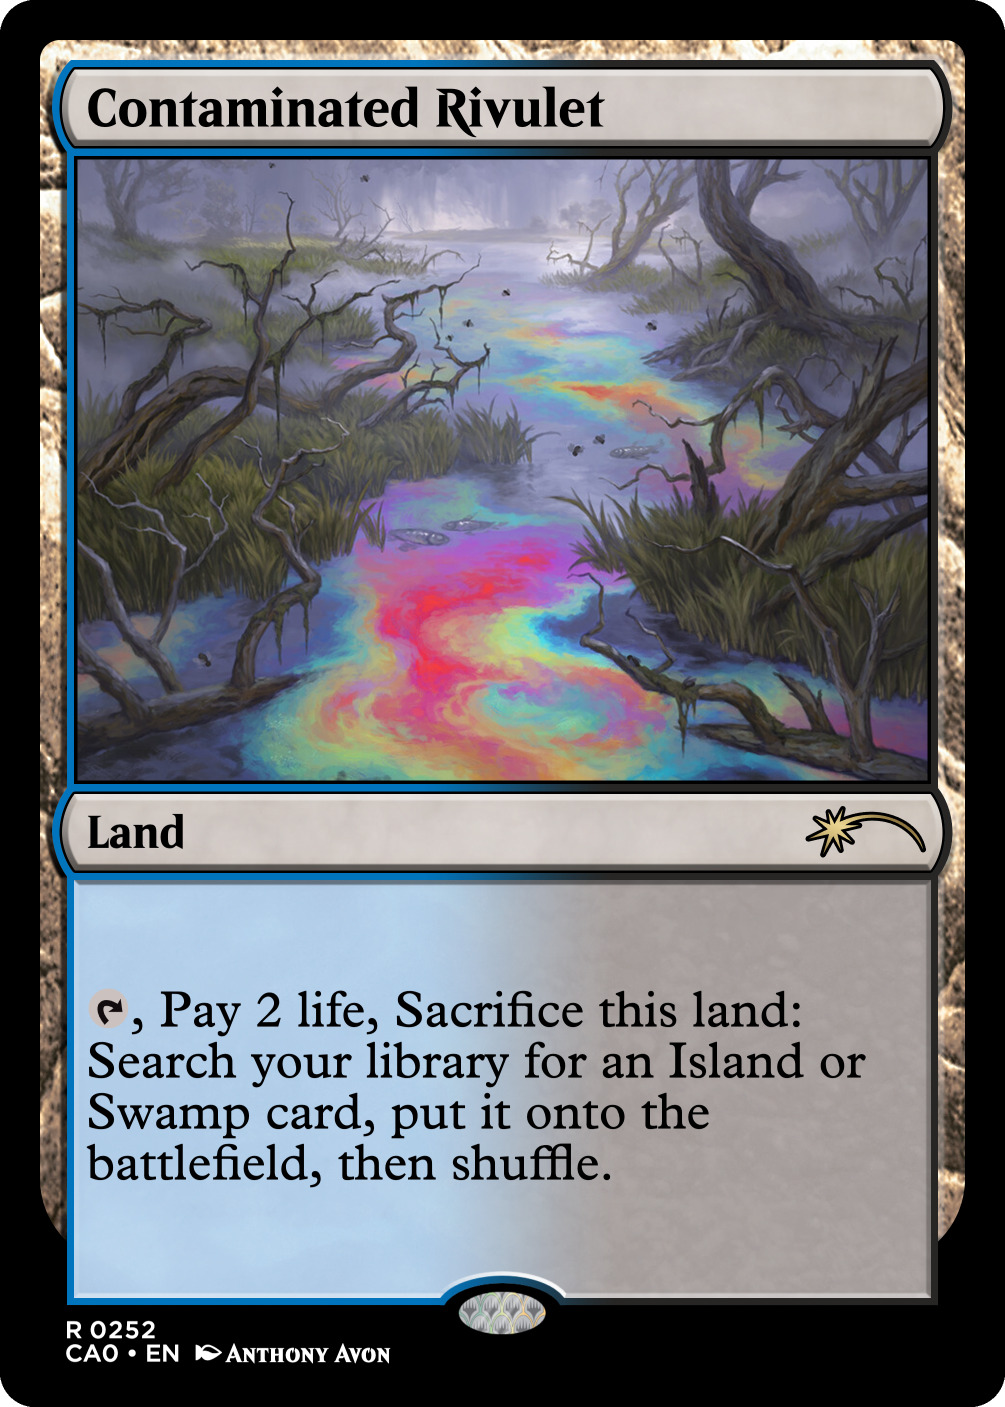 Contaminated Rivulet
Land
, Pay 2 life, Sacrifice this land:
Search your library for an Island or
Swamp card, put it onto the
battlefield, then shuffle.
R 0252
CAO • EN Anthony Avon